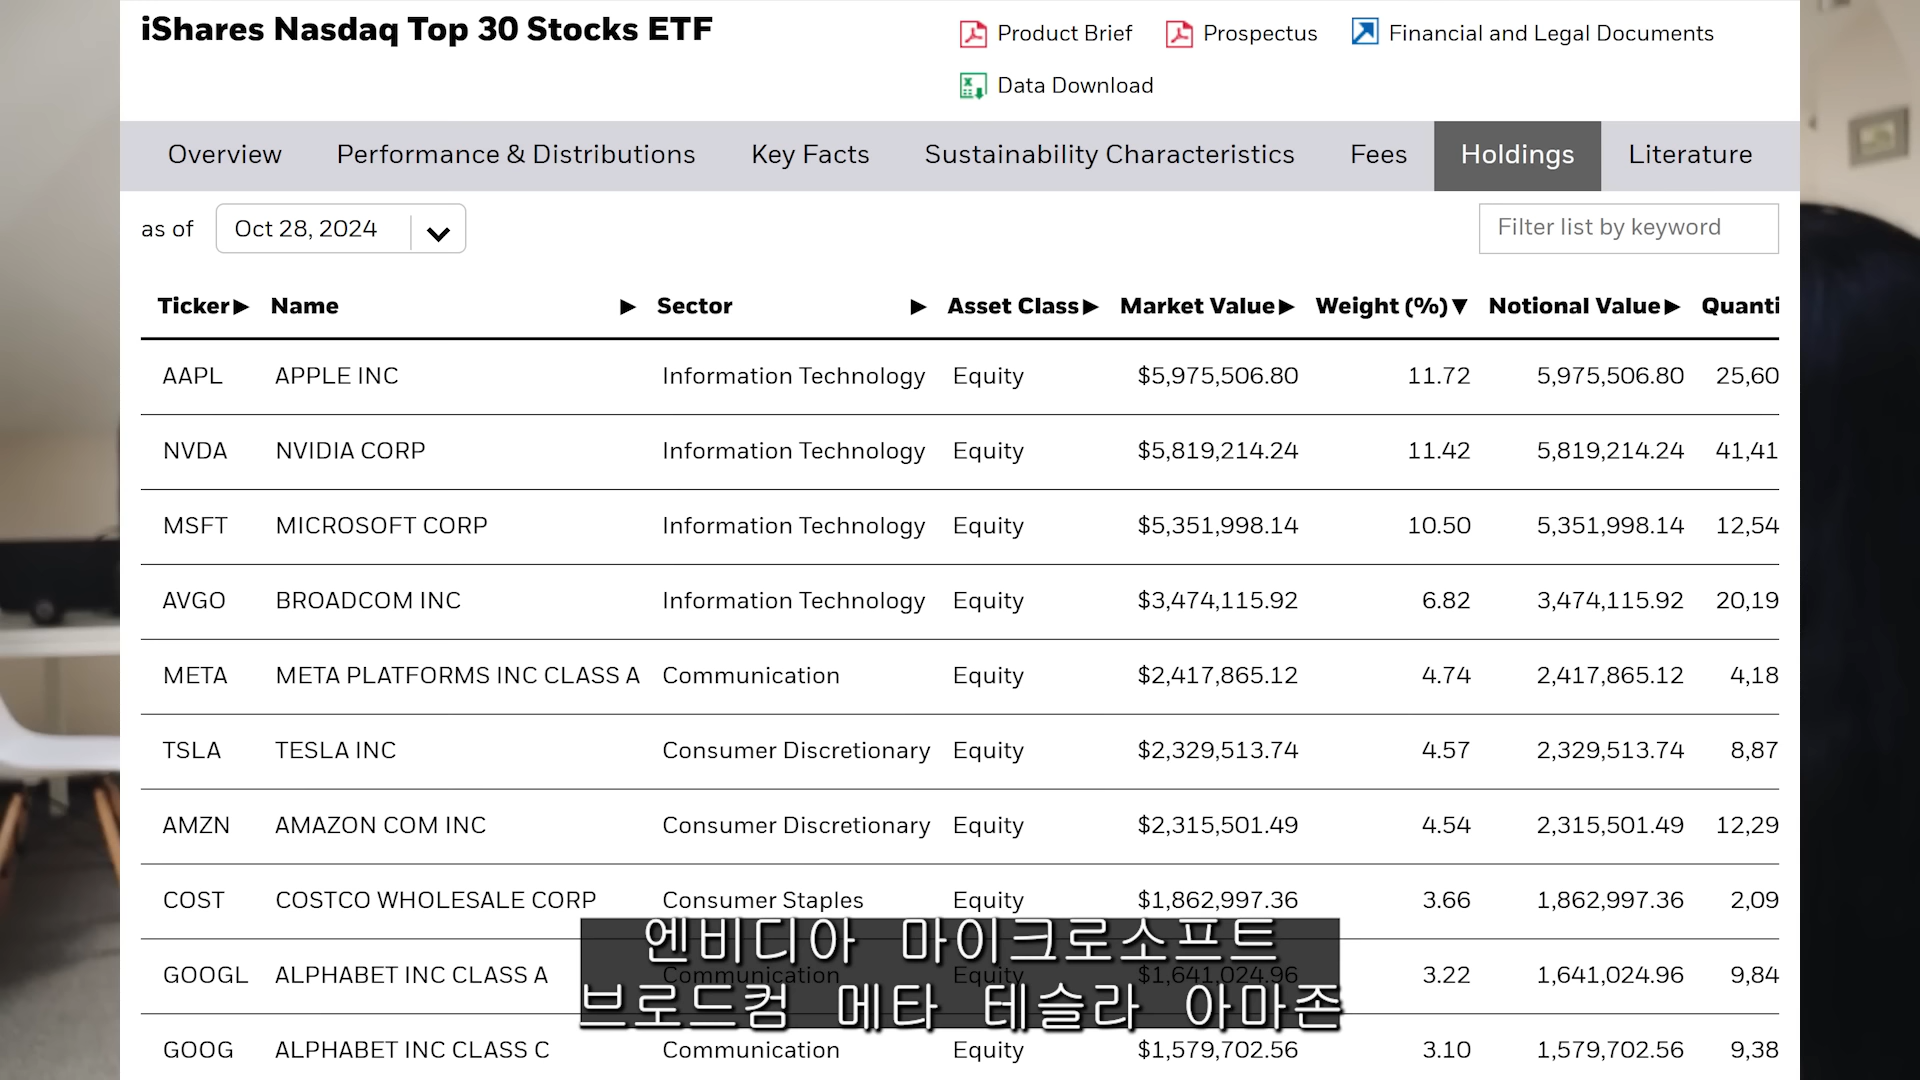 iShares Nasdaq Top 30 Stocks ETF
Product Brief Prospectus Financial and Legal Documents
Data Download
Overview Performance & Distributions Key Facts Sustainability Characteristics Fees Holdings Literature
as of Oct 28, 2024 Filter list by keyword
Ticker▶ Name ▶ Sector ▶ Asset Class▶ Market Value▶ Weight (%)▼ Notional Value▶ Quanti
AAPL APPLE INC Information Technology Equity $5,975,506.80 11.72 5,975,506.80 25,60
NVDA NVIDIA CORP Information Technology Equity $5,819,214.24 11.42 5,819,214.24 41,41
MSFT MICROSOFT CORP Information Technology Equity $5,351,998.14 10.50 5,351,998.14 12,54
AVGO BROADCOM INC Information Technology Equity $3,474,115.92 6.82 3,474,115.92 20,19
META META PLATFORMS INC CLASS A Communication Equity $2,417,865.12 4.74 2,417,865.12 4,18
TSLA TESLA INC Consumer Discretionary Equity $2,329,513.74 4.57 2,329,513.74 8,87
AMZN AMAZON COM INC Consumer Discretionary Equity $2,315,501.49 4.54 2,315,501.49 12,29
COST COSTCO WHOLESALE CORP Consumer Staples Equity $1,862,997.36 3.66 1,862,997.36 2,09
GOOGL ALPHABET INC CLASS A Communication Equity $1,641,024.96 3.22 1,641,024.96 9,84
GOOG ALPHABET INC CLASS C Communication Equity $1,579,702.56 3.10 1,579,702.56 9,38
엔비디아 마이크로소프트
브로드컴 메타 테슬라 아마존